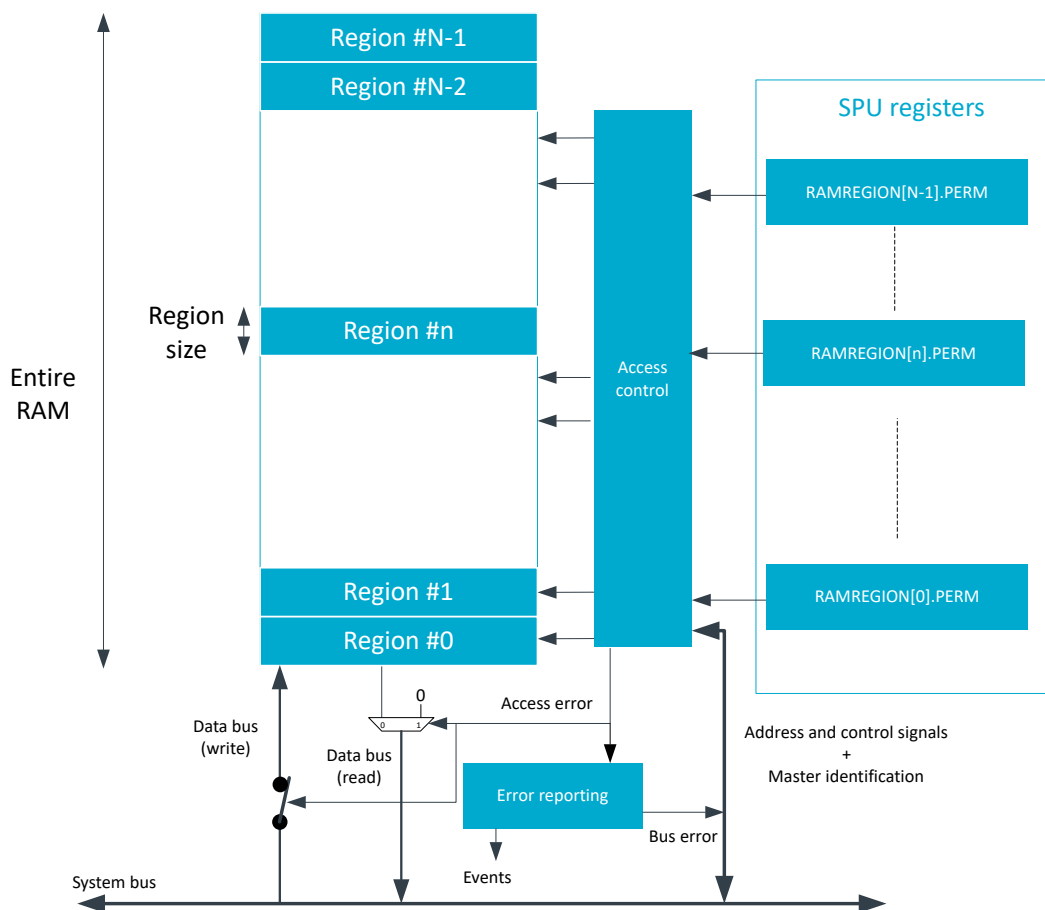 Region #N-1
Region #N-2
SPU registers
RAMREGION[N-1].PERM
Region
size
Region #n
RAMREGION[n].PERM
Entire
RAM
Access
control
Region #1
RAMREGION[0].PERM
Region #0
0
Access error
0 1
Data bus
(write)
Data bus
(read)
Address and control signals
+
Master identification
Error reporting
Bus error
Events
System bus